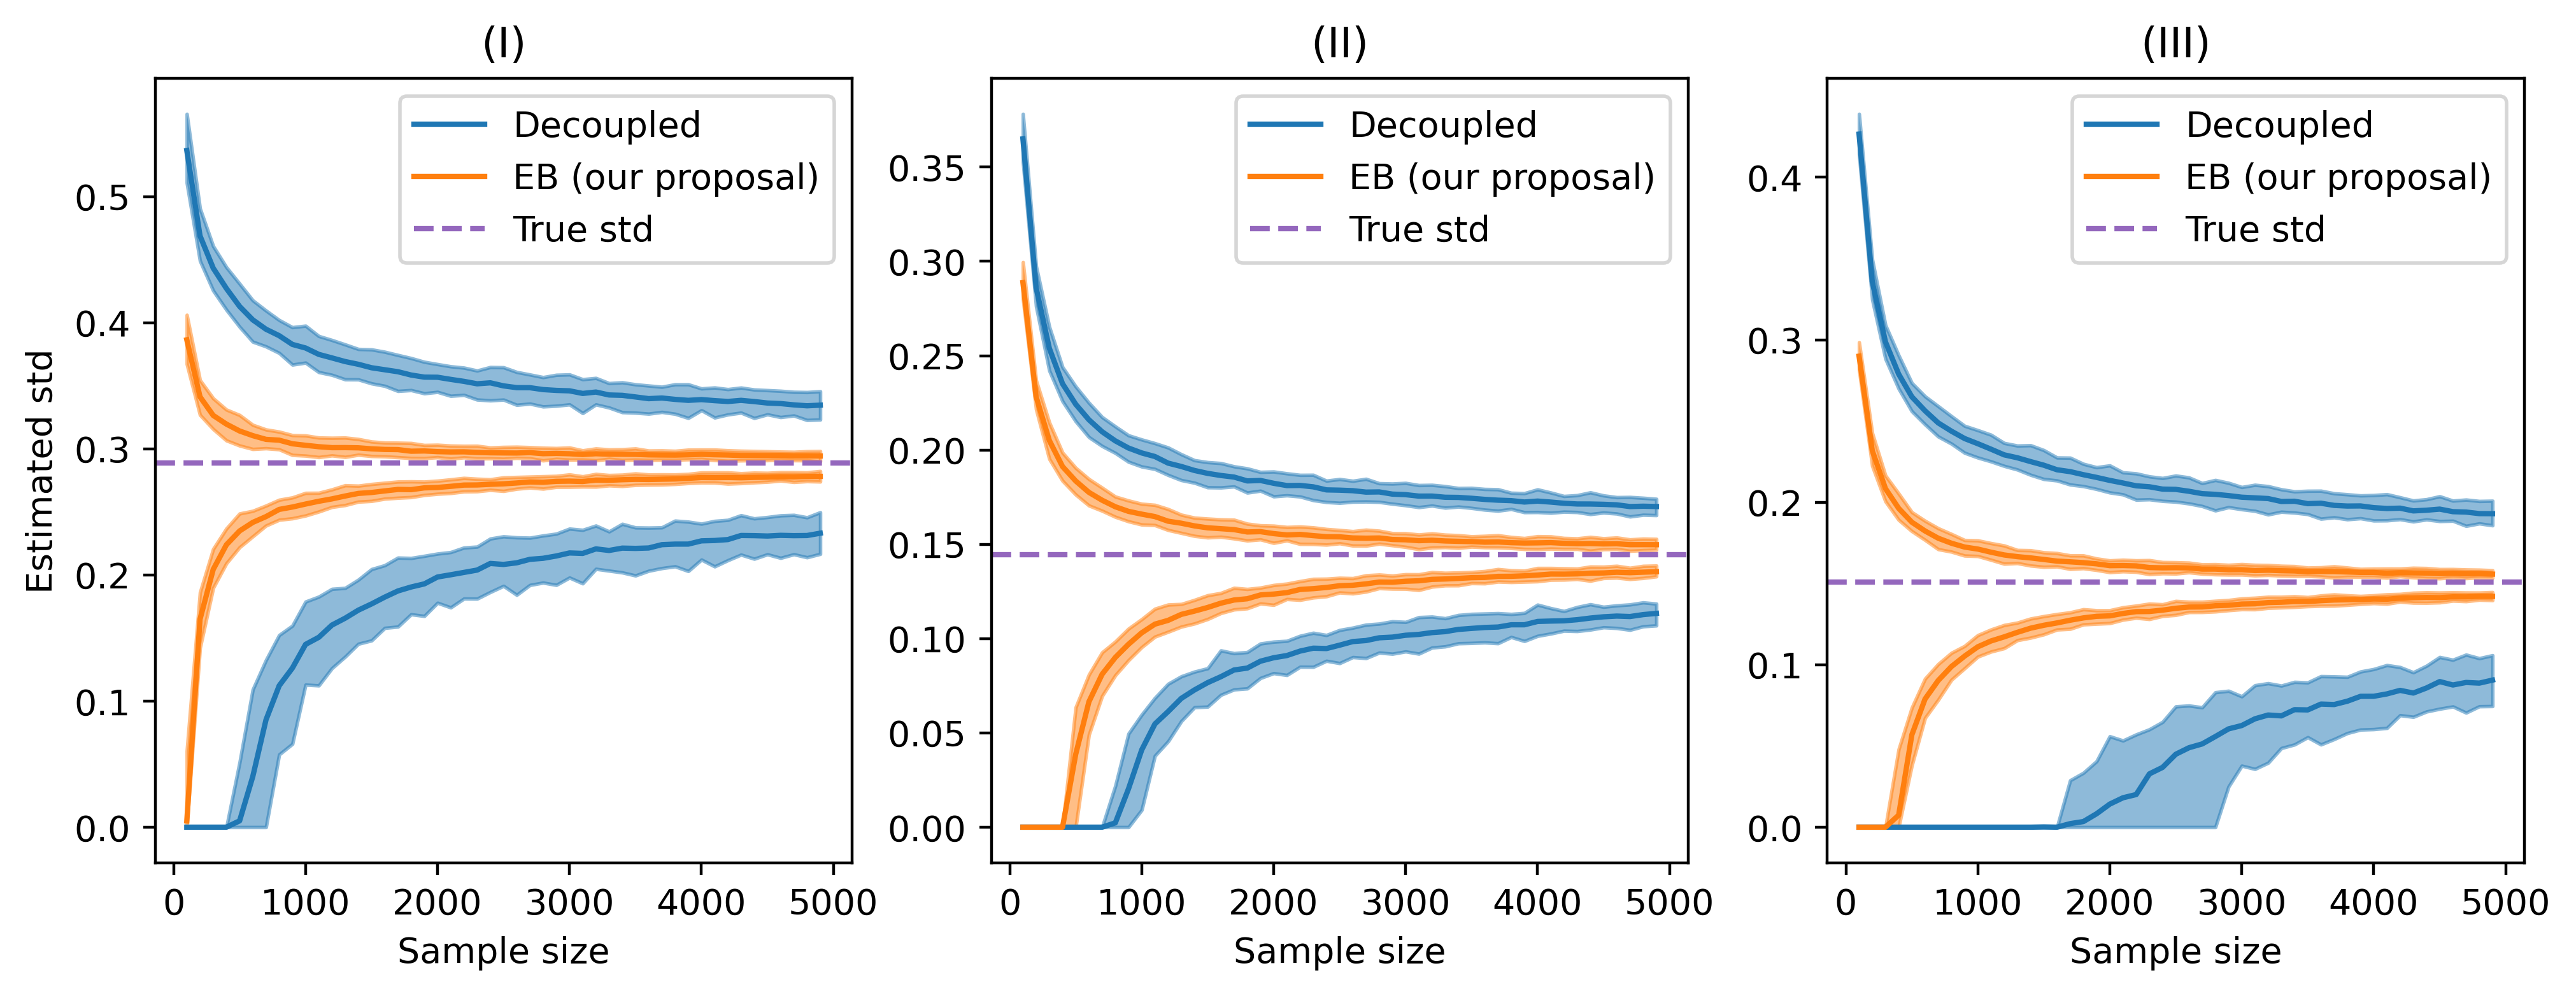 (I)
Estimated std
0.5
0.4
0.3
0.2
0.1
0.0
Decoupled
EB (our proposal)
True std
0 1000 2000 3000 4000 5000
Sample size
(II)
0.35
0.30
0.25
0.20
0.15
0.10
0.05
0.00
Decoupled
EB (our proposal)
True std
0 1000 2000 3000 4000 5000
Sample size
(III)
0.4
0.3
0.2
0.1
0.0
Decoupled
EB (our proposal)
True std
0 1000 2000 3000 4000 5000
Sample size